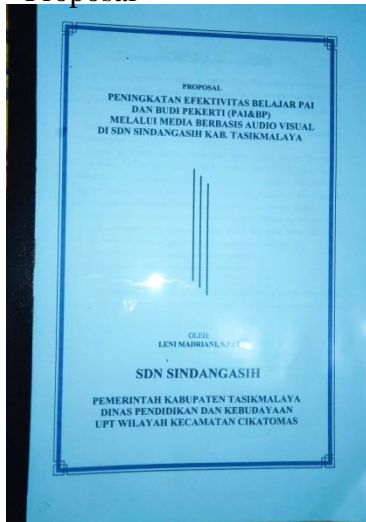 Proposal
PROPOSAL
PENINGKATAN EFEKTIVITAS BELAJAR PAI
DAN BUDI PEKERTI (PAI&BP)
MELALUI MEDIA BERBASIS AUDIO VISUAL
DI SDN SINDANGASIH KAB. TASIKMALAYA
OLEH:
LENI MADRIANI,
SDN SINDANGASIH
PEMERINTAH KABUPATEN TASIKMALAYA
DINAS PENDIDIKAN DAN KEBUDAYAAN
UPT WILAYAH KECAMATAN CIKATOMAS